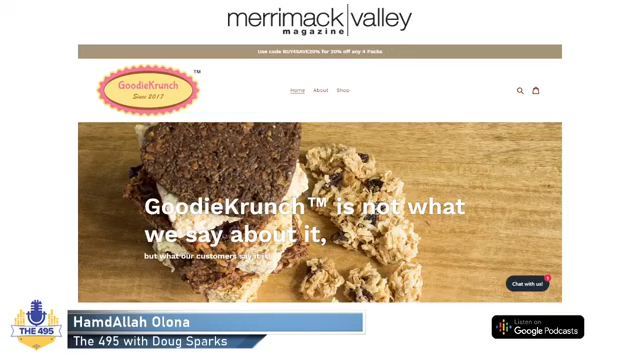 merrimack|valley
magazine
Use code BUY4SAVE20% for 20% off any 4 Packs
GoodieKrunch
Since 2017
TM
Home About Shop
GoodieKrunch™ is not what
we say about it,
but what our customers say it is.
Chat with us!
1
THE 495
HamdAllah Olona
The 495 with Doug Sparks
Listen on
Google Podcasts